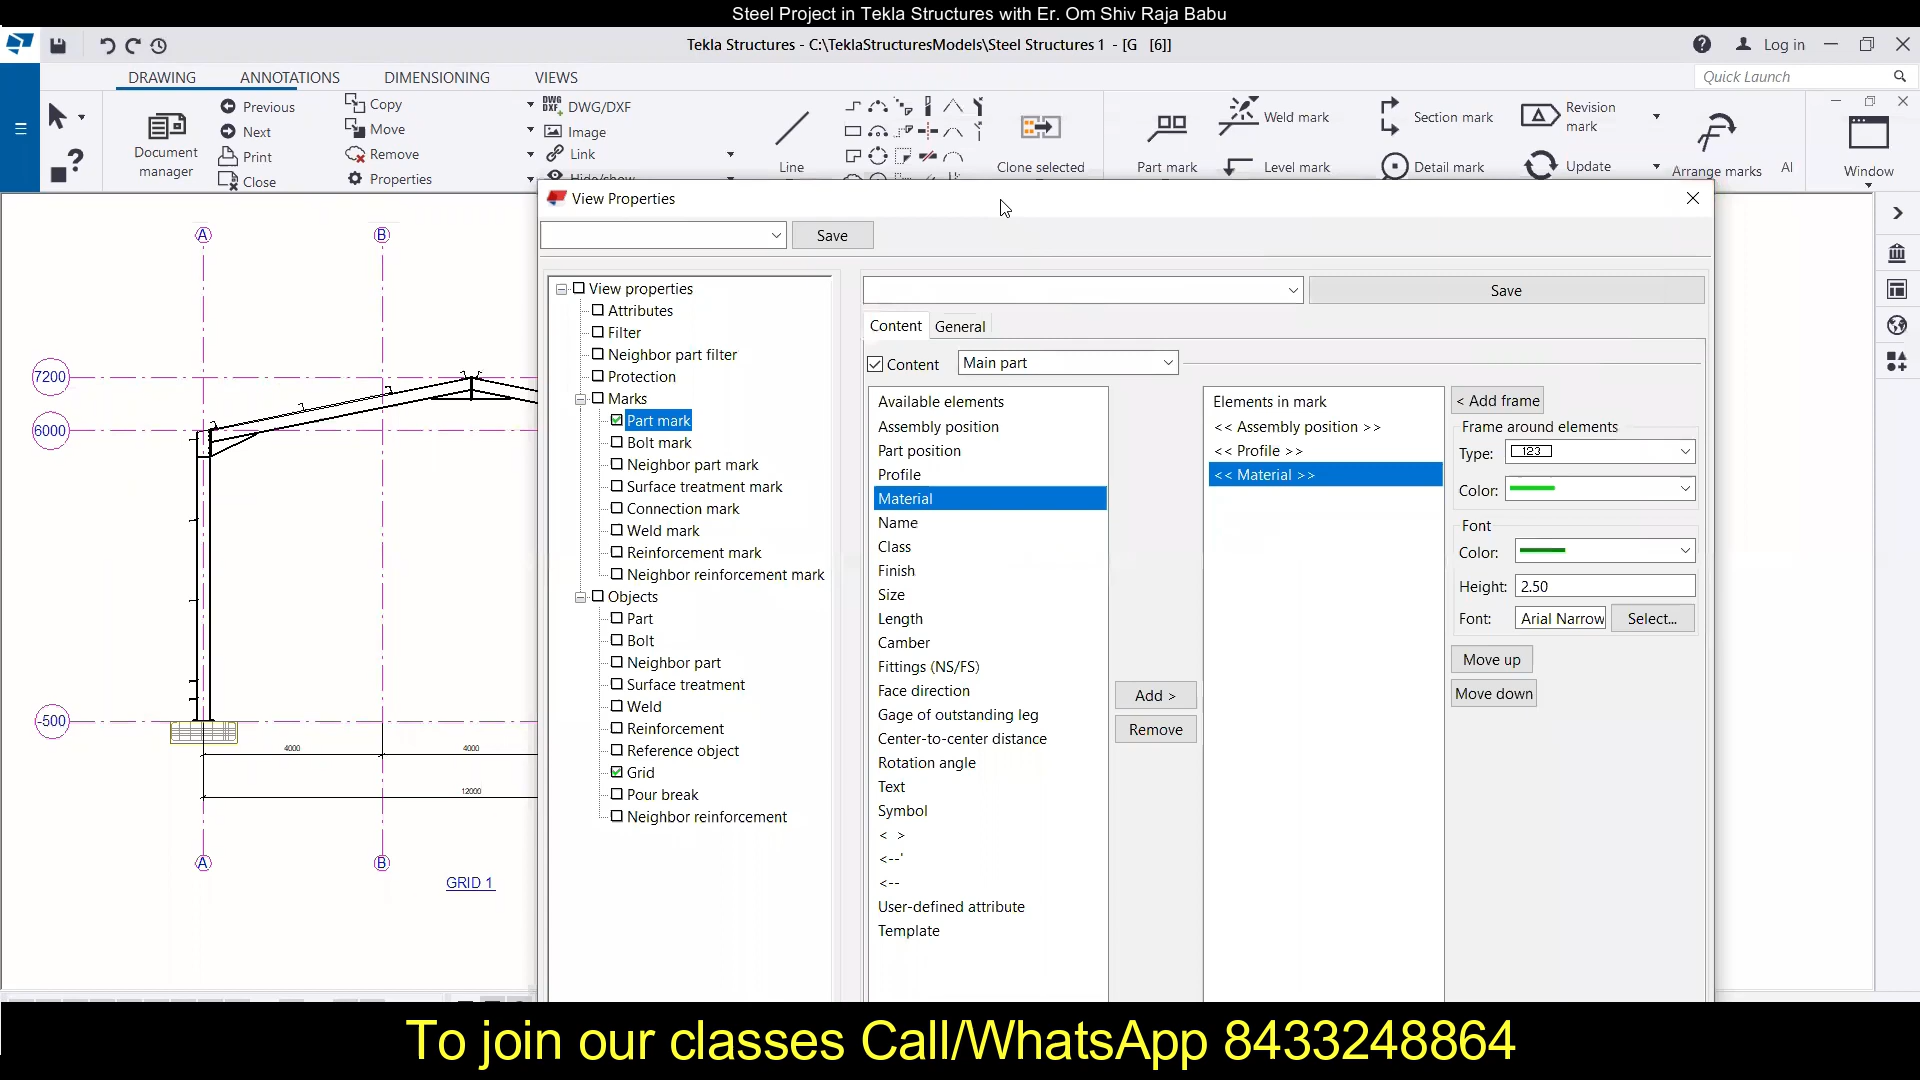 Steel Project in Tekla Structures with Er. Om Shiv Raja Babu
Tekla Structures - C:\TeklaStructuresModels\Steel Structures 1 - [G [6]]
Log in
DRAWING
ANNOTATIONS
DIMENSIONING
VIEWS
Quick Launch
Document manager
Previous
Next
Print
Close
Copy
Move
Remove
Properties
DWG/DXF
Image
Link
Hide/show
Line
Clone selected
Part mark
Weld mark
Level mark
Section mark
Detail mark
Revision mark
Update
Arrange marks
Al
Window
View Properties
Save
View properties
Attributes
Filter
Neighbor part filter
Protection
Marks
Part mark
Bolt mark
Neighbor part mark
Surface treatment mark
Connection mark
Weld mark
Reinforcement mark
Neighbor reinforcement mark
Objects
Part
Bolt
Neighbor part
Surface treatment
Weld
Reinforcement
Reference object
Grid
Pour break
Neighbor reinforcement
Save
Content
General
Content
Main part
Available elements
Assembly position
Part position
Profile
Material
Name
Class
Finish
Size
Length
Camber
Fittings (NS/FS)
Face direction
Gage of outstanding leg
Center-to-center distance
Rotation angle
Text
Symbol
< >
<--'
<--
User-defined attribute
Template
Add >
Remove
Elements in mark
<< Assembly position >>
<< Profile >>
<< Material >>
< Add frame
Frame around elements
Type: 123
Color:
Font
Color:
Height: 2.50
Font: Arial Narrow Select...
Move up
Move down
A
B
7200
6000
-500
4000
4000
12000
A
B
GRID 1
To join our classes Call/WhatsApp 8433248864